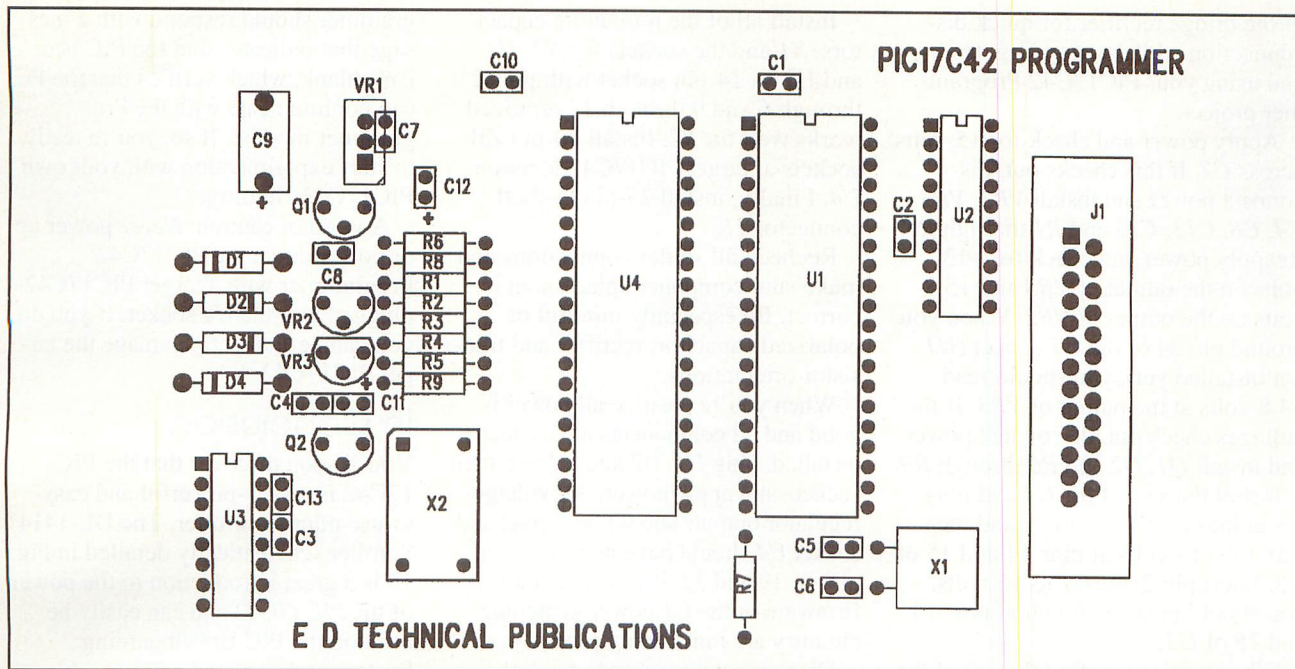 PIC17C42 PROGRAMMER
C10
C1
VR1
C9
C7
C12
+
+
Q1
C2
U2
J1
R6
C8
R8
D1
R1
U4
U1
D2
R2
VR2
R3
D3
R4
VR3
R5
D4
+
R9
C4
C11
Q2
C13
X2
U3
C3
C5
X1
R7
C6
E D TECHNICAL PUBLICATIONS